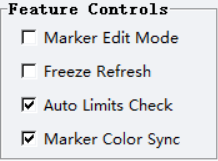 Feature Controls
Marker Edit Mode
Freeze Refresh
Auto Limits Check
Marker Color Sync